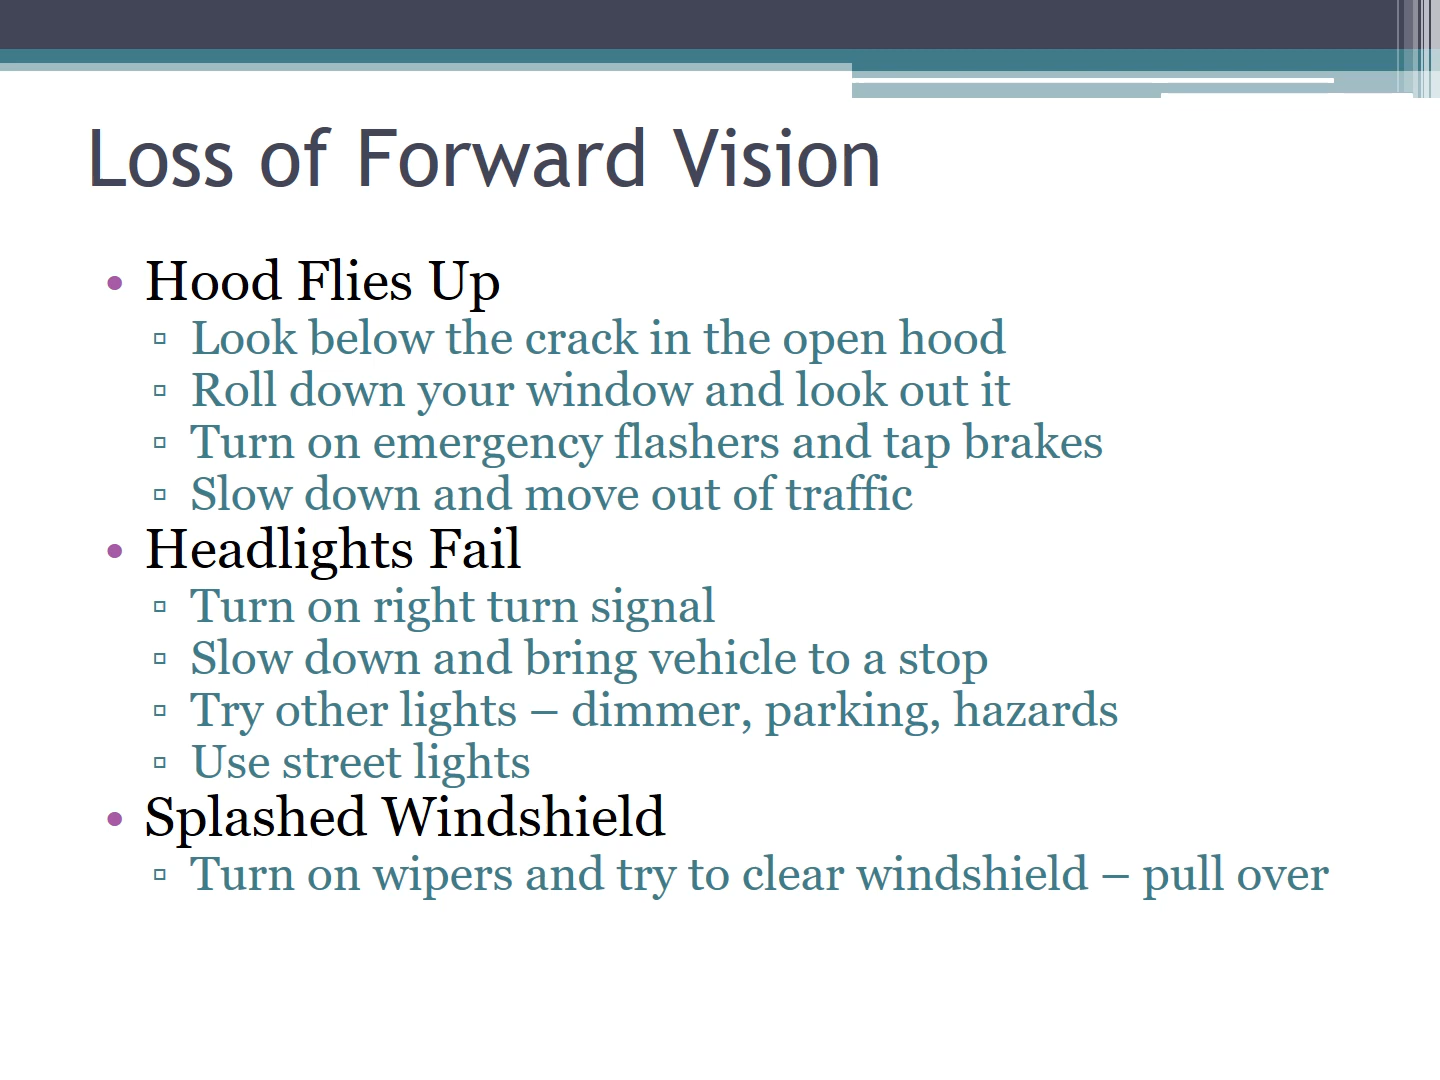 Loss of Forward Vision
• Hood Flies Up
▫ Look below the crack in the open hood
▫ Roll down your window and look out it
▫ Turn on emergency flashers and tap brakes
▫ Slow down and move out of traffic
• Headlights Fail
▫ Turn on right turn signal
▫ Slow down and bring vehicle to a stop
▫ Try other lights – dimmer, parking, hazards
▫ Use street lights
• Splashed Windshield
▫ Turn on wipers and try to clear windshield – pull over